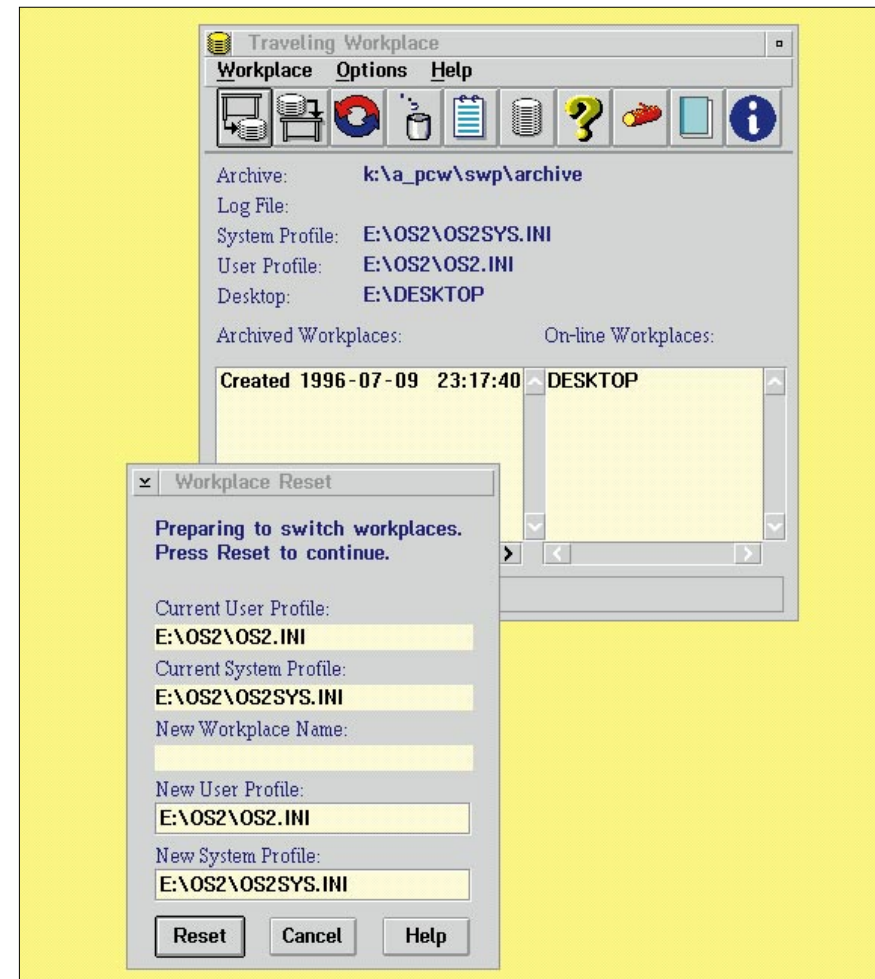 Traveling Workplace
Workplace Options Help
Archive: k:\a_pcw\swp\archive
Log File:
System Profile: E:\OS2\OS2SYS.INI
User Profile: E:\OS2\OS2.INI
Desktop: E:\DESKTOP
Archived Workplaces: On-line Workplaces:
Created 1996-07-09 23:17:40 DESKTOP
Workplace Reset
Preparing to switch workplaces.
Press Reset to continue.
Current User Profile:
E:\OS2\OS2.INI
Current System Profile:
E:\OS2\OS2SYS.INI
New Workplace Name:
New User Profile:
E:\OS2\OS2.INI
New System Profile:
E:\OS2\OS2SYS.INI
Reset Cancel Help